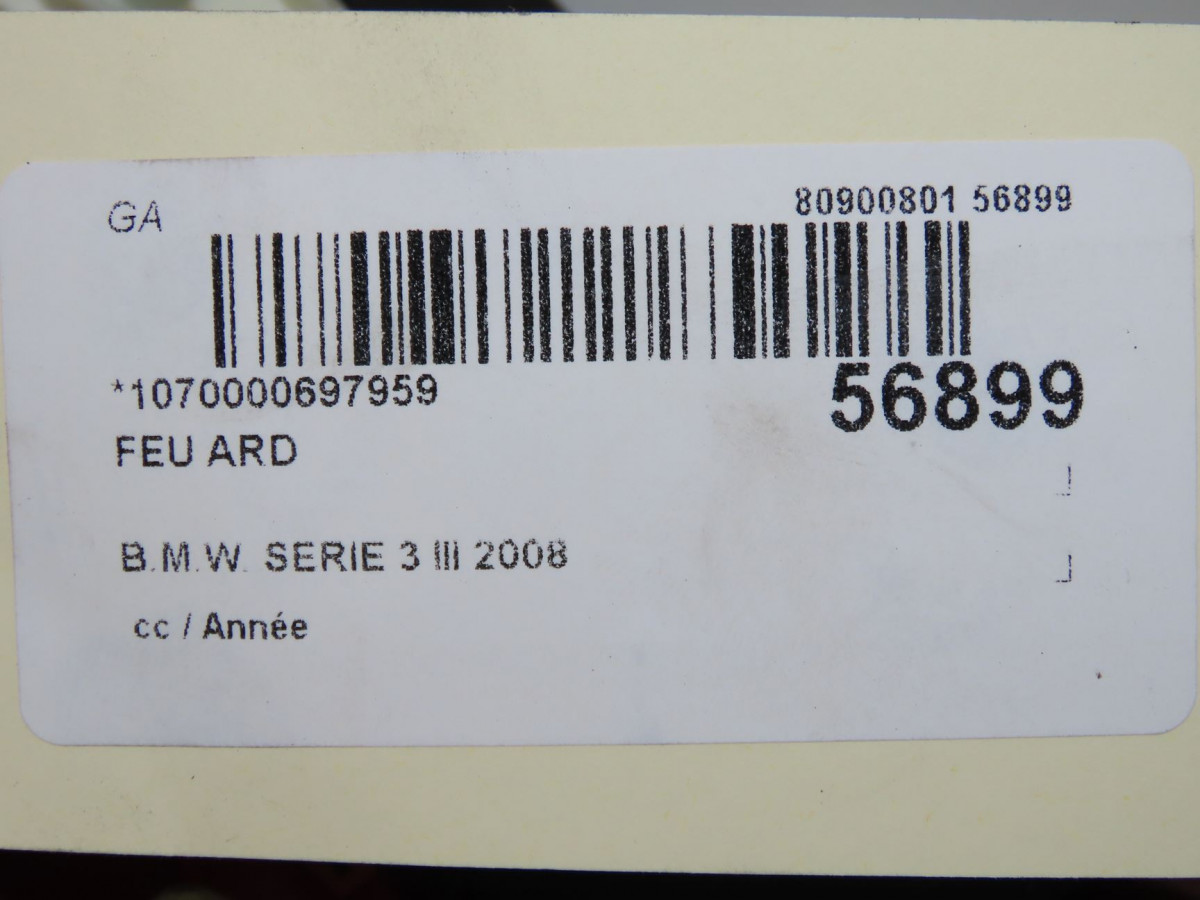 GA
80900801 56899
*1070000697959
56899
FEU ARD
B.M.W. SERIE 3 III 2008
cc / Année